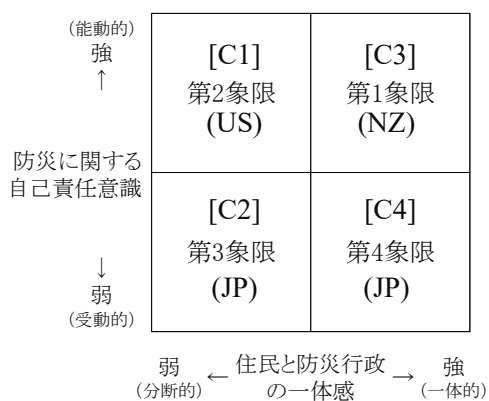 (能動的)
強
↑
防災に関する
自己責任意識
↓
弱
(受動的)
[C1]
第2象限
(US)
[C3]
第1象限
(NZ)
[C2]
第3象限
(JP)
[C4]
第4象限
(JP)
弱
(分断的)
←
住民と防災行政
の一体感
→
強
(一体的)